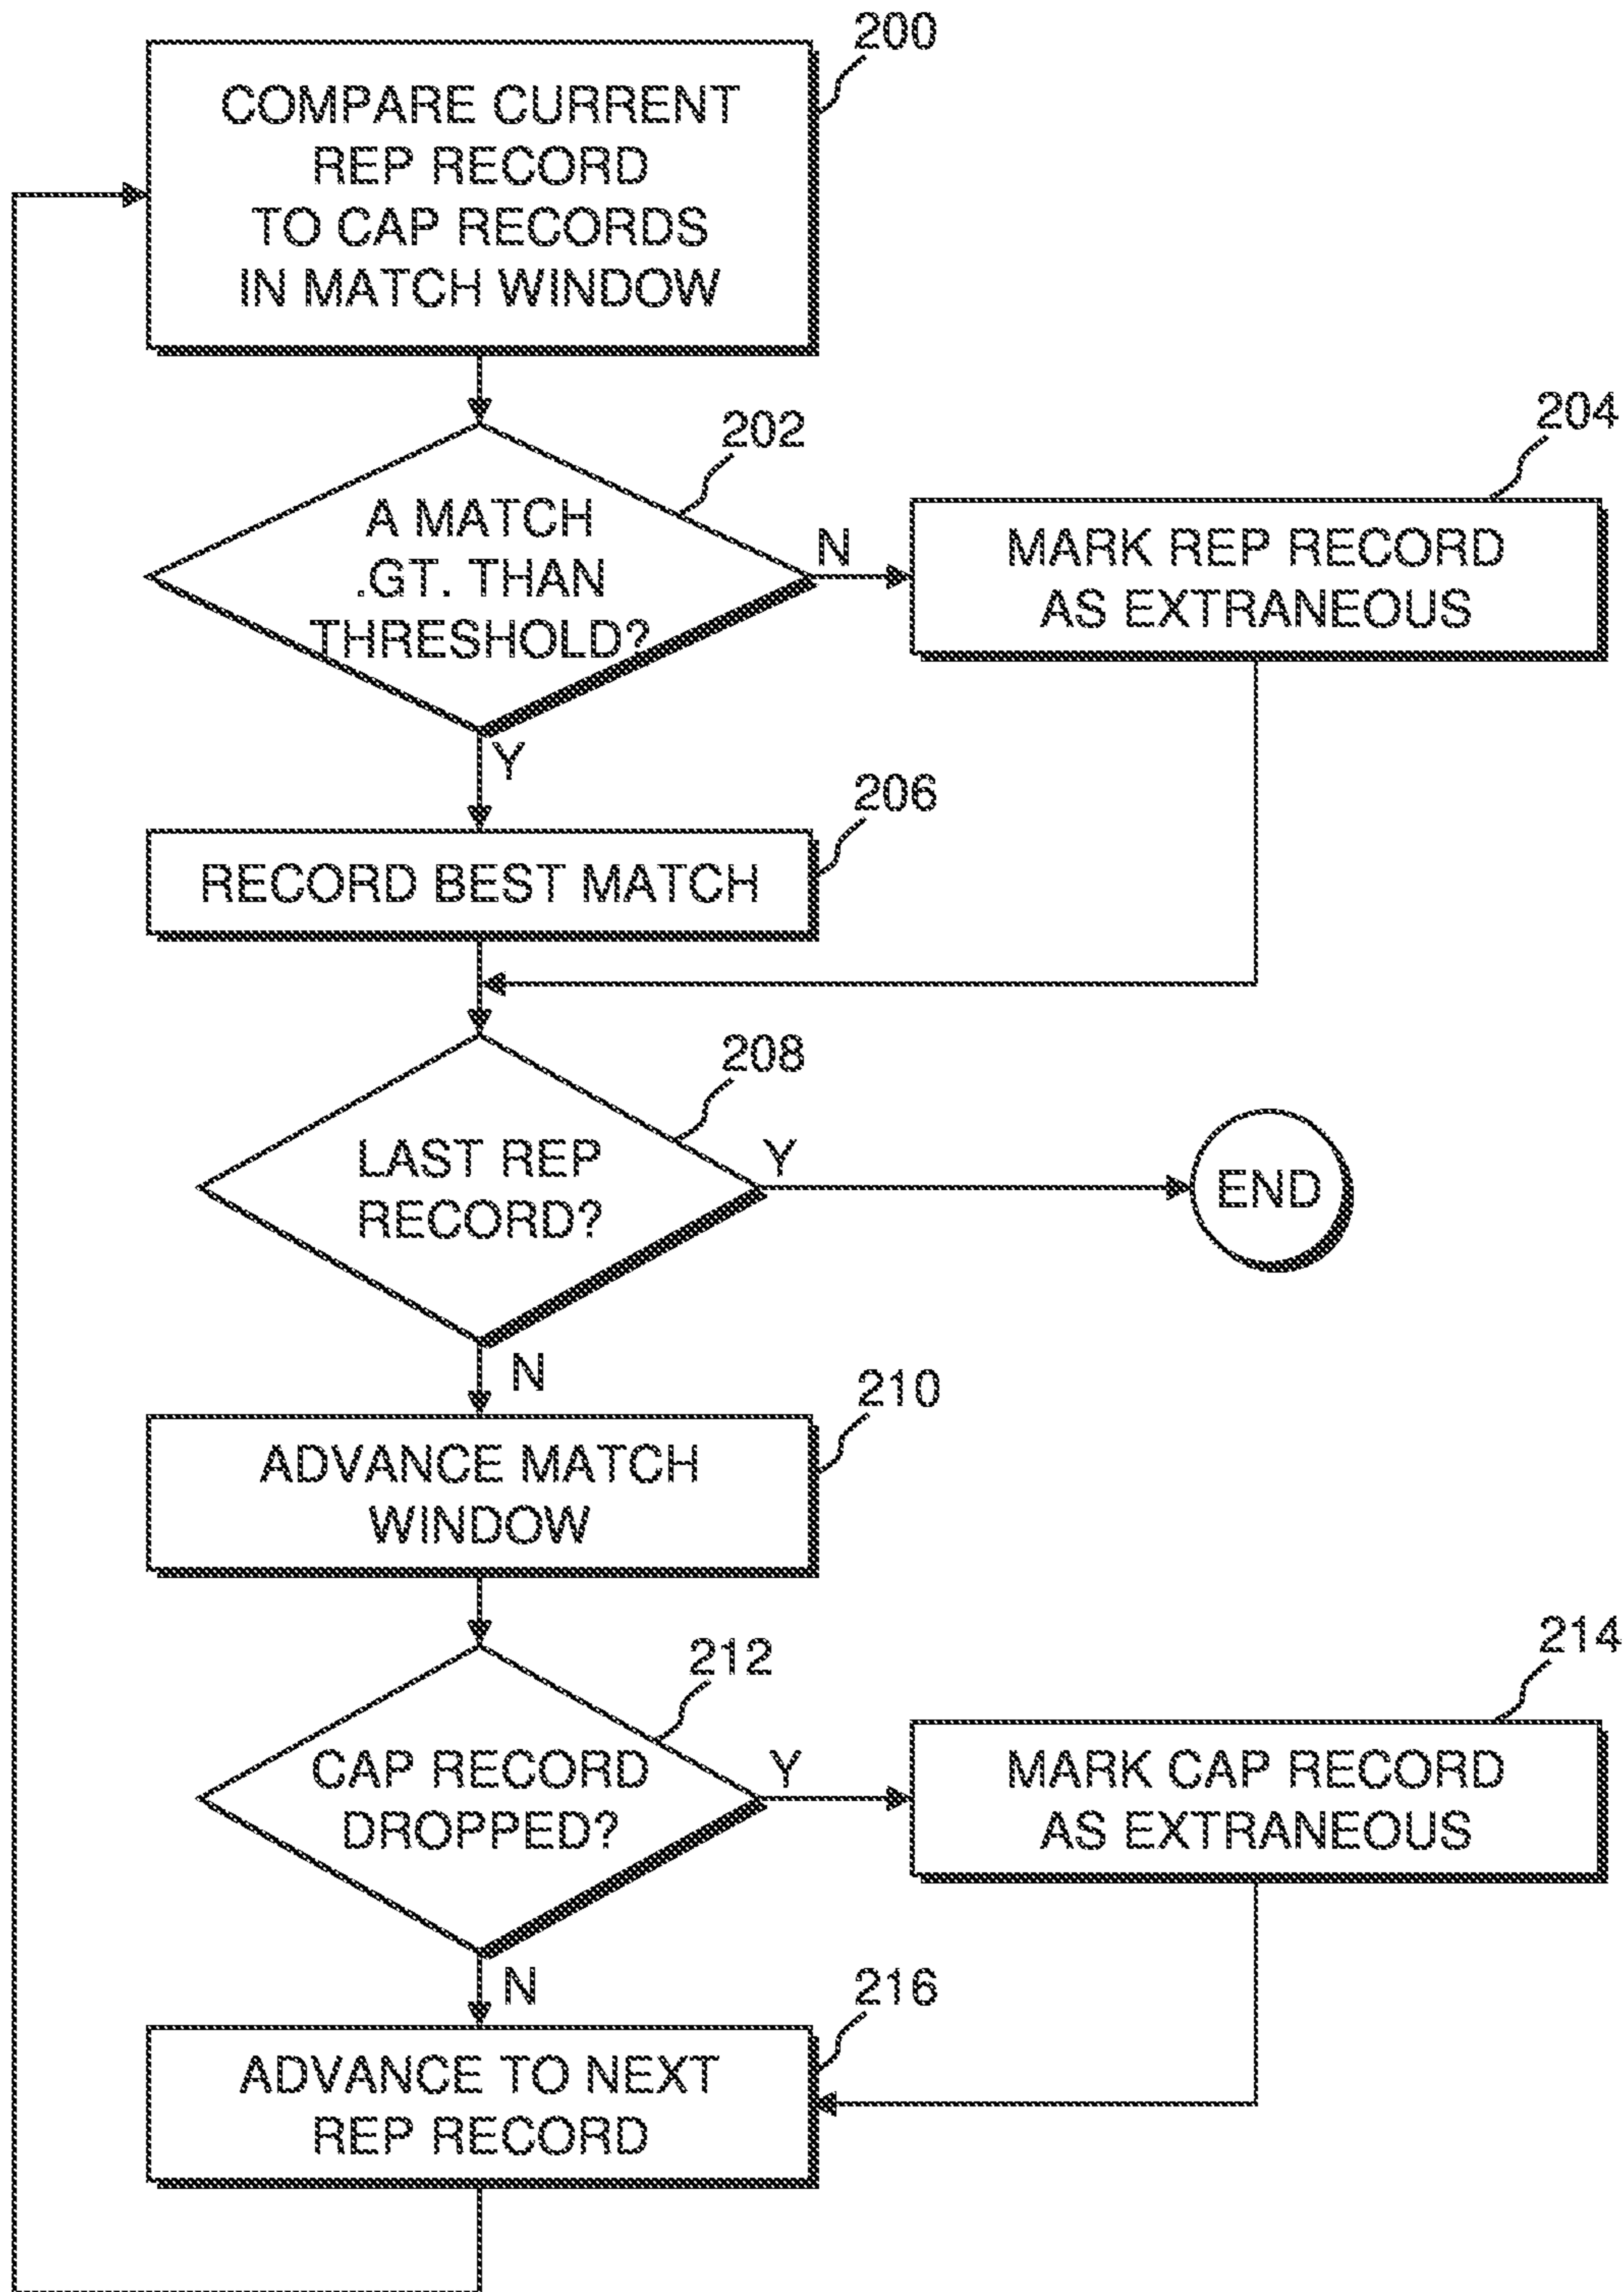 200
COMPARE CURRENT
REP RECORD
TO CAP RECORDS
IN MATCH WINDOW
202
A MATCH
.GT. THAN
THRESHOLD?
N
204
MARK REP RECORD
AS EXTRANEOUS
Y
206
RECORD BEST MATCH
208
LAST REP
RECORD?
Y
END
N
210
ADVANCE MATCH
WINDOW
212
CAP RECORD
DROPPED?
Y
214
MARK CAP RECORD
AS EXTRANEOUS
N
216
ADVANCE TO NEXT
REP RECORD